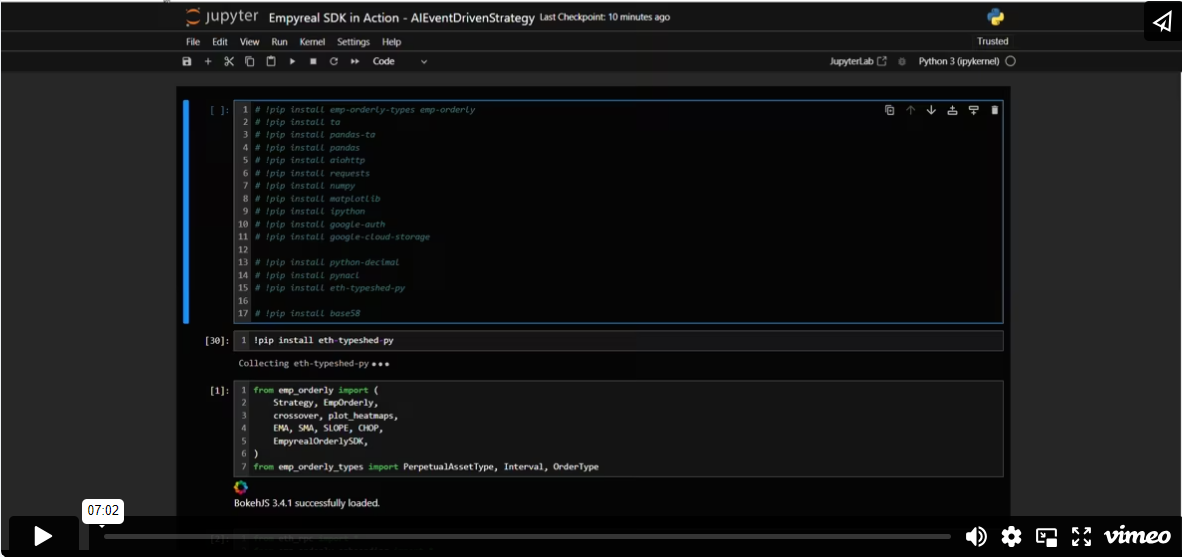 jupyter Empyreal SDK in Action - AIEventDrivenStrategy Last Checkpoint: 10 minutes ago
File Edit View Run Kernel Settings Help Trusted
Code JupyterLab Python 3 (ipykernel)
[ ]: 1 # !pip install emp-orderly-types emp-orderly
2 # !pip install ta
3 # !pip install pandas-ta
4 # !pip install pandas
5 # !pip install aiohttp
6 # !pip install requests
7 # !pip install numpy
8 # !pip install matplotlib
9 # !pip install ipython
10 # !pip install google-auth
11 # !pip install google-cloud-storage
12
13 # !pip install python-decimal
14 # !pip install pynacl
15 # !pip install eth-typeshed-py
16
17 # !pip install base58
[30]: 1 !pip install eth-typeshed-py
Collecting eth-typeshed-py
[1]: 1 from emp_orderly import (
2 Strategy, EmpOrderly,
3 crossover, plot_heatmaps,
4 EMA, SMA, SLOPE, CHOP,
5 EmpyrealOrderlySDK,
6 )
7 from emp_orderly_types import PerpetualAssetType, Interval, OrderType
BokehJS 3.4.1 successfully loaded.
07:02
vimeo